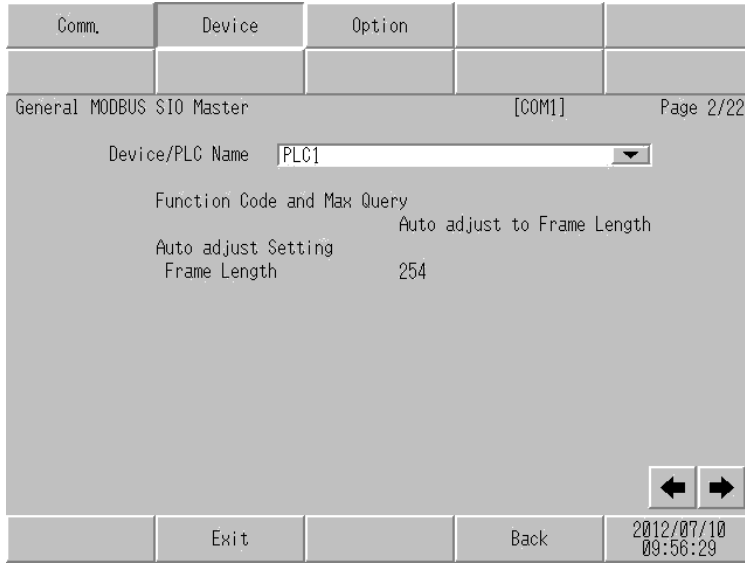 Comm. Device Option
General MODBUS SIO Master [COM1] Page 2/22
Device/PLC Name PLC1
Function Code and Max Query
Auto adjust to Frame Length
Auto adjust Setting
Frame Length 254
Exit Back 2012/07/10
09:56:29